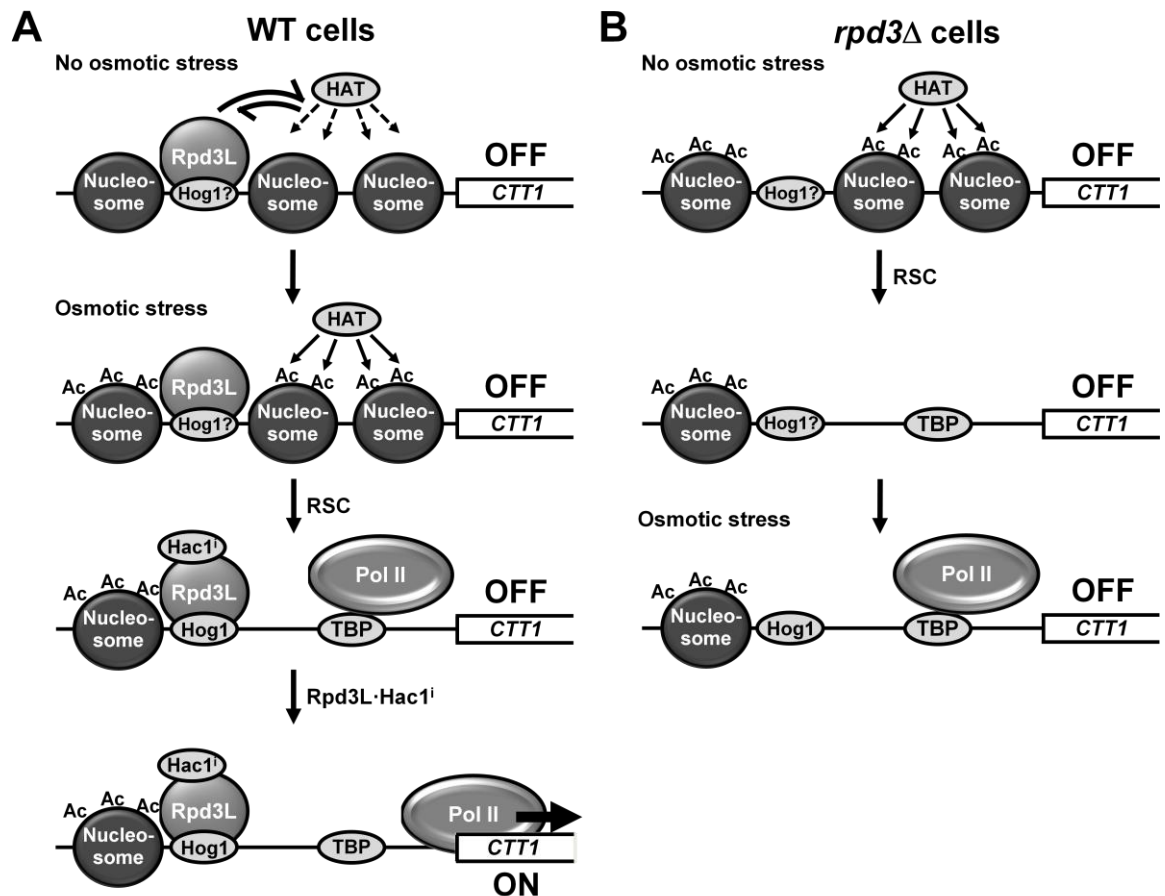 A
WT cells
No osmotic stress
HAT
Rpd3L
OFF
Nucleo-
some
Hog1?
Nucleo-
some
Nucleo-
some
CTT1
Osmotic stress
HAT
Ac
Ac
Ac
Rpd3L
Ac
Ac
Ac
Ac
OFF
Nucleo-
some
Hog1?
Nucleo-
some
Nucleo-
some
CTT1
RSC
Hac1ⁱ
Ac
Ac
Ac
Rpd3L
Pol II
OFF
Nucleo-
some
Hog1
TBP
CTT1
Rpd3L·Hac1ⁱ
Hac1ⁱ
Ac
Ac
Ac
Rpd3L
Pol II
Nucleo-
some
Hog1
TBP
CTT1
ON
B
rpd3Δ cells
No osmotic stress
HAT
Ac
Ac
Ac
Ac
Ac
Ac
Ac
OFF
Nucleo-
some
Hog1?
Nucleo-
some
Nucleo-
some
CTT1
RSC
Ac
Ac
Ac
OFF
Nucleo-
some
Hog1?
TBP
CTT1
Osmotic stress
Ac
Ac
Ac
Pol II
OFF
Nucleo-
some
Hog1
TBP
CTT1